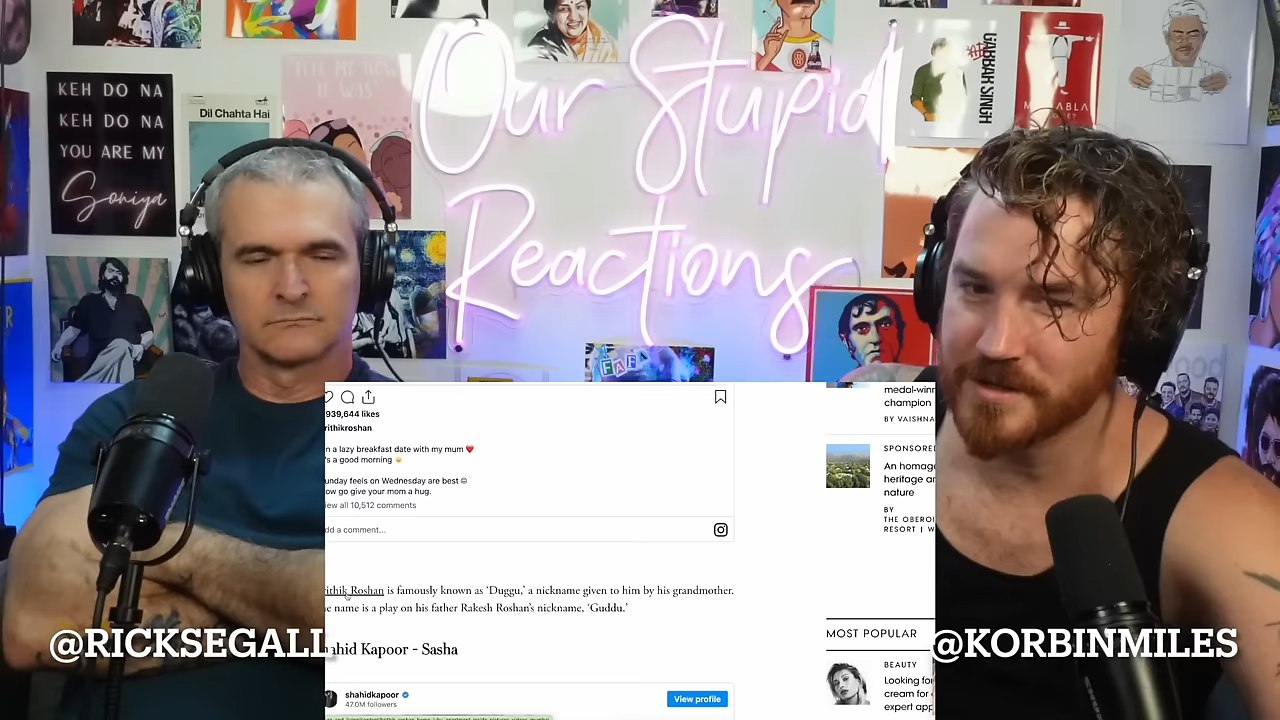 Our Stupid
Reactions
KEH DO NA
KEH DO NA
YOU ARE MY
Soniya
Dil Chahta Hai
GABBAR SINGH
939,644 likes
rithikroshan
n a lazy breakfast date with my mum ❤️
's a good morning
unday feels on Wednesday are best
ow go give your mom a hug.
iew all 10,512 comments
dd a comment...
rithik Roshan is famously known as ‘Duggu,’ a nickname given to him by his grandmother.
e name is a play on his father Rakesh Roshan’s nickname, ‘Guddu.’
ahid Kapoor - Sasha
shahidkapoor
47.0M followers
View profile
medal-winn
champion
BY VAISHNA
SPONSORE
An homag
heritage ar
nature
BY
THE OBEROI
RESORT | W
MOST POPULAR
BEAUTY
Looking for
cream for
expert app
@RICKSEGALL
@KORBINMILES